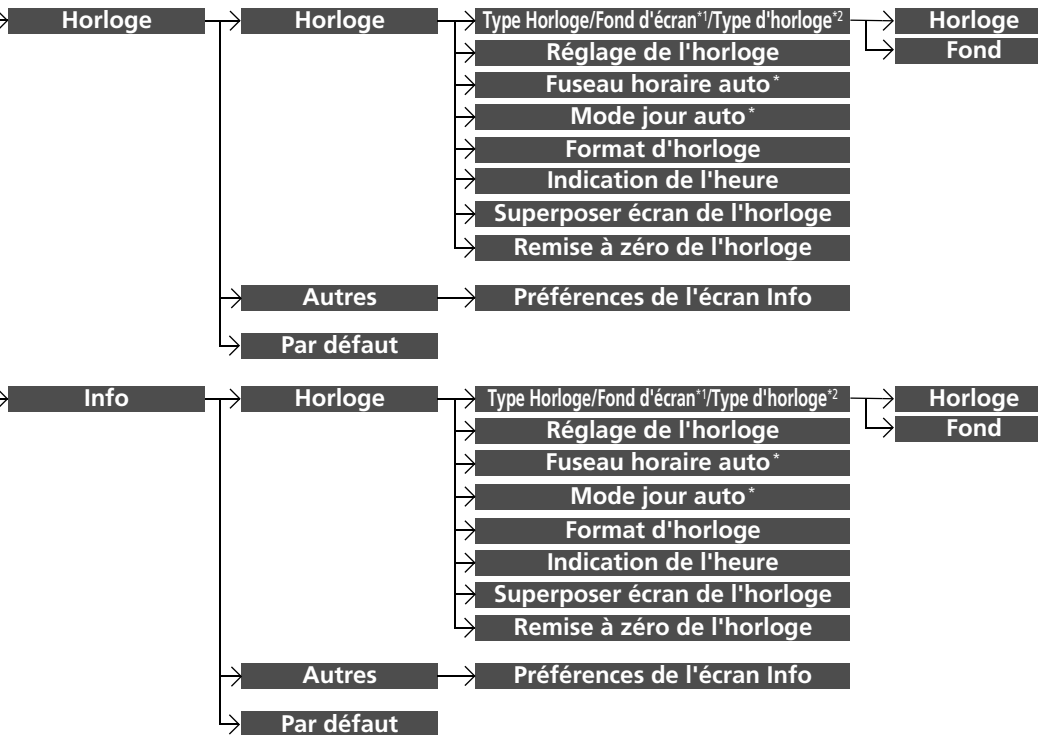 Horloge
Horloge
Type Horloge/Fond d'écran*1/Type d'horloge*2
Horloge
Fond
Réglage de l'horloge
Fuseau horaire auto*
Mode jour auto*
Format d'horloge
Indication de l'heure
Superposer écran de l'horloge
Remise à zéro de l'horloge
Autres
Préférences de l'écran Info
Par défaut
Info
Horloge
Type Horloge/Fond d'écran*1/Type d'horloge*2
Horloge
Fond
Réglage de l'horloge
Fuseau horaire auto*
Mode jour auto*
Format d'horloge
Indication de l'heure
Superposer écran de l'horloge
Remise à zéro de l'horloge
Autres
Préférences de l'écran Info
Par défaut